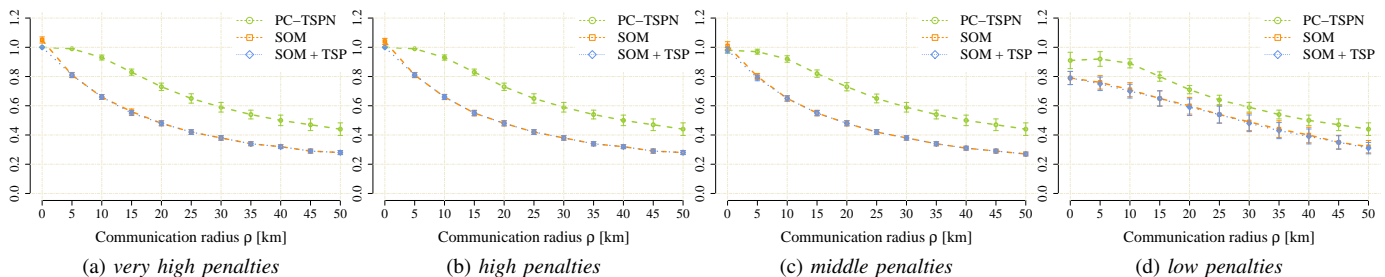 PC−TSPN
SOM
SOM + TSP
0.0 0.2 0.4 0.6 0.8 1.0 1.2
0 5 10 15 20 25 30 35 40 45 50
Communication radius ρ [km]
(a) very high penalties
PC−TSPN
SOM
SOM + TSP
0.0 0.2 0.4 0.6 0.8 1.0 1.2
0 5 10 15 20 25 30 35 40 45 50
Communication radius ρ [km]
(b) high penalties
PC−TSPN
SOM
SOM + TSP
0.0 0.2 0.4 0.6 0.8 1.0 1.2
0 5 10 15 20 25 30 35 40 45 50
Communication radius ρ [km]
(c) middle penalties
PC−TSPN
SOM
SOM + TSP
0.0 0.2 0.4 0.6 0.8 1.0 1.2
0 5 10 15 20 25 30 35 40 45 50
Communication radius ρ [km]
(d) low penalties